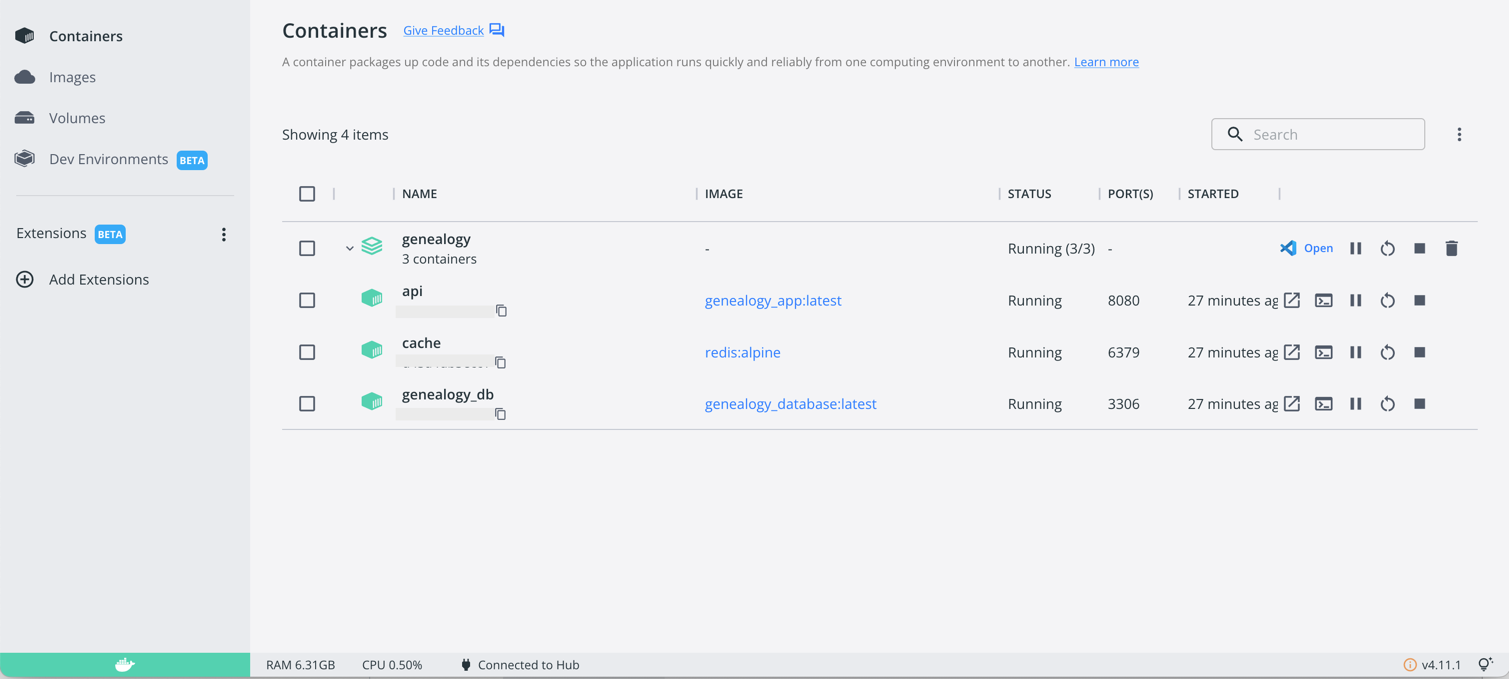 Containers
Images
Volumes
Dev Environments BETA
Extensions BETA
Add Extensions
Containers Give Feedback
A container packages up code and its dependencies so the application runs quickly and reliably from one computing environment to another. Learn more
Showing 4 items
Search
NAME IMAGE STATUS PORT(S) STARTED
genealogy
3 containers
- Running (3/3) - Open
api
genealogy_app:latest Running 8080 27 minutes ag
cache
redis:alpine Running 6379 27 minutes ag
genealogy_db
genealogy_database:latest Running 3306 27 minutes ag
RAM 6.31GB CPU 0.50% Connected to Hub v4.11.1